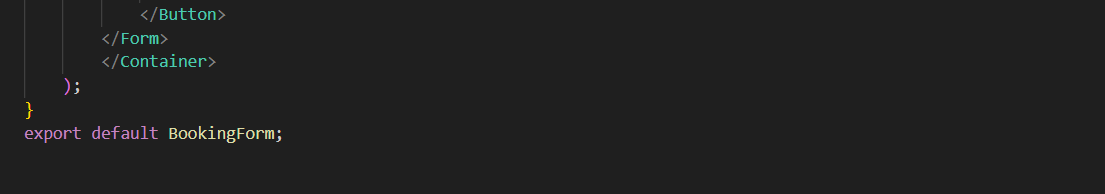 </Button>
</Form>
</Container>
);
}
export default BookingForm;